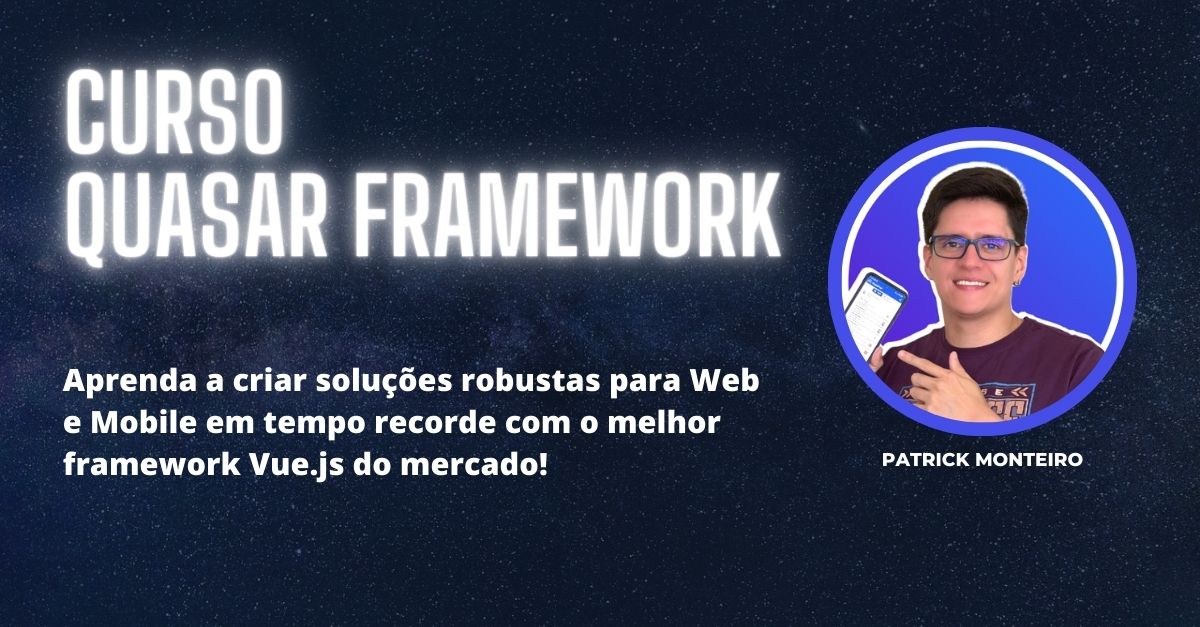 CURSO
QUASAR FRAMEWORK
Aprenda a criar soluções robustas para Web
e Mobile em tempo recorde com o melhor
framework Vue.js do mercado!
PATRICK MONTEIRO